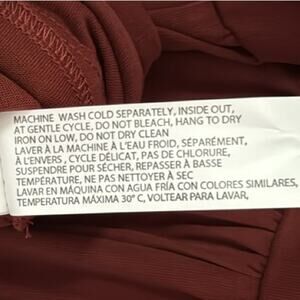 MACHINE WASH COLD SEPARATELY, INSIDE OUT,
AT GENTLE CYCLE, DO NOT BLEACH, HANG TO DRY
IRON ON LOW, DO NOT DRY CLEAN
LAVER À LA MACHINE À L'EAU FROID, SÉPARÉMENT,
À L'ENVERS , CYCLE DÉLICAT, PAS DE CHLORURE,
SUSPENDRE POUR SÉCHER, REPASSER À BASSE
TEMPÉRATURE, NE PAS NETTOYER À SEC
LAVAR EN MÁQUINA CON AGUA FRÍA CON COLORES SIMILARES,
TEMPERATURA MÁXIMA 30° C, VOLTEAR PARA LAVAR,